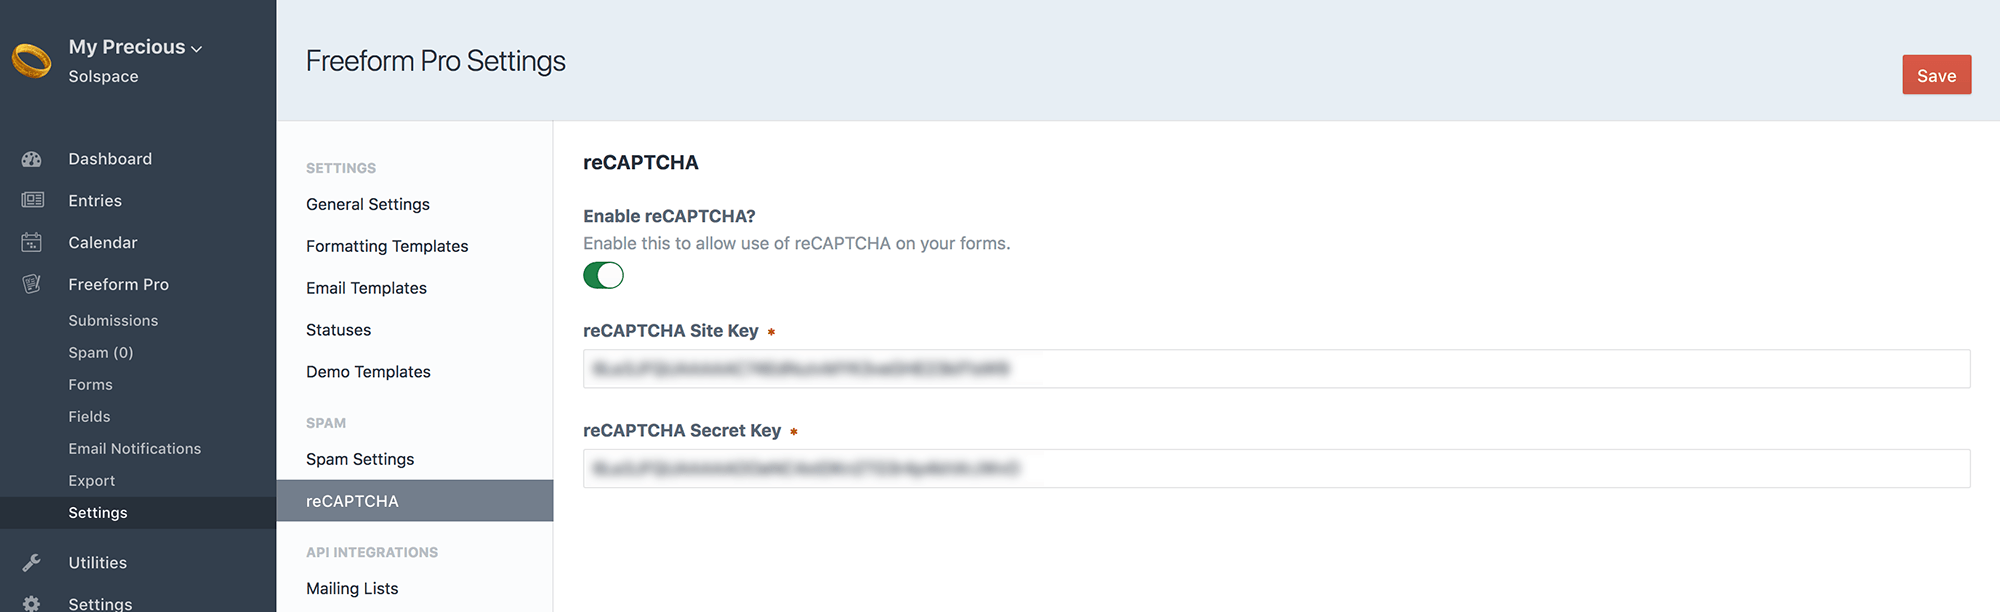 My Precious
Solspace
Dashboard
Entries
Calendar
Freeform Pro
Submissions
Spam (0)
Forms
Fields
Email Notifications
Export
Settings
Utilities
Settings
Freeform Pro Settings
Save
SETTINGS
General Settings
Formatting Templates
Email Templates
Statuses
Demo Templates
SPAM
Spam Settings
reCAPTCHA
API INTEGRATIONS
Mailing Lists
reCAPTCHA
Enable reCAPTCHA?
Enable this to allow use of reCAPTCHA on your forms.
reCAPTCHA Site Key *
reCAPTCHA Secret Key *